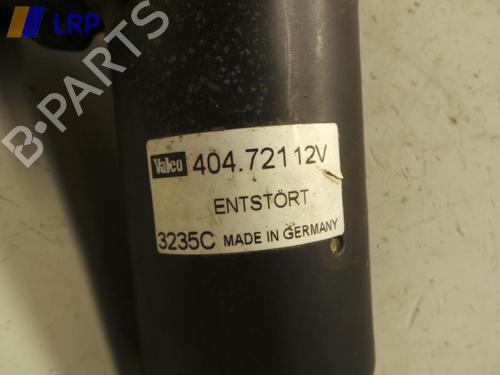 LRP
B-PARTS
Valeo 404.721 12V
ENTSTÖRT
3235C MADE IN GERMANY